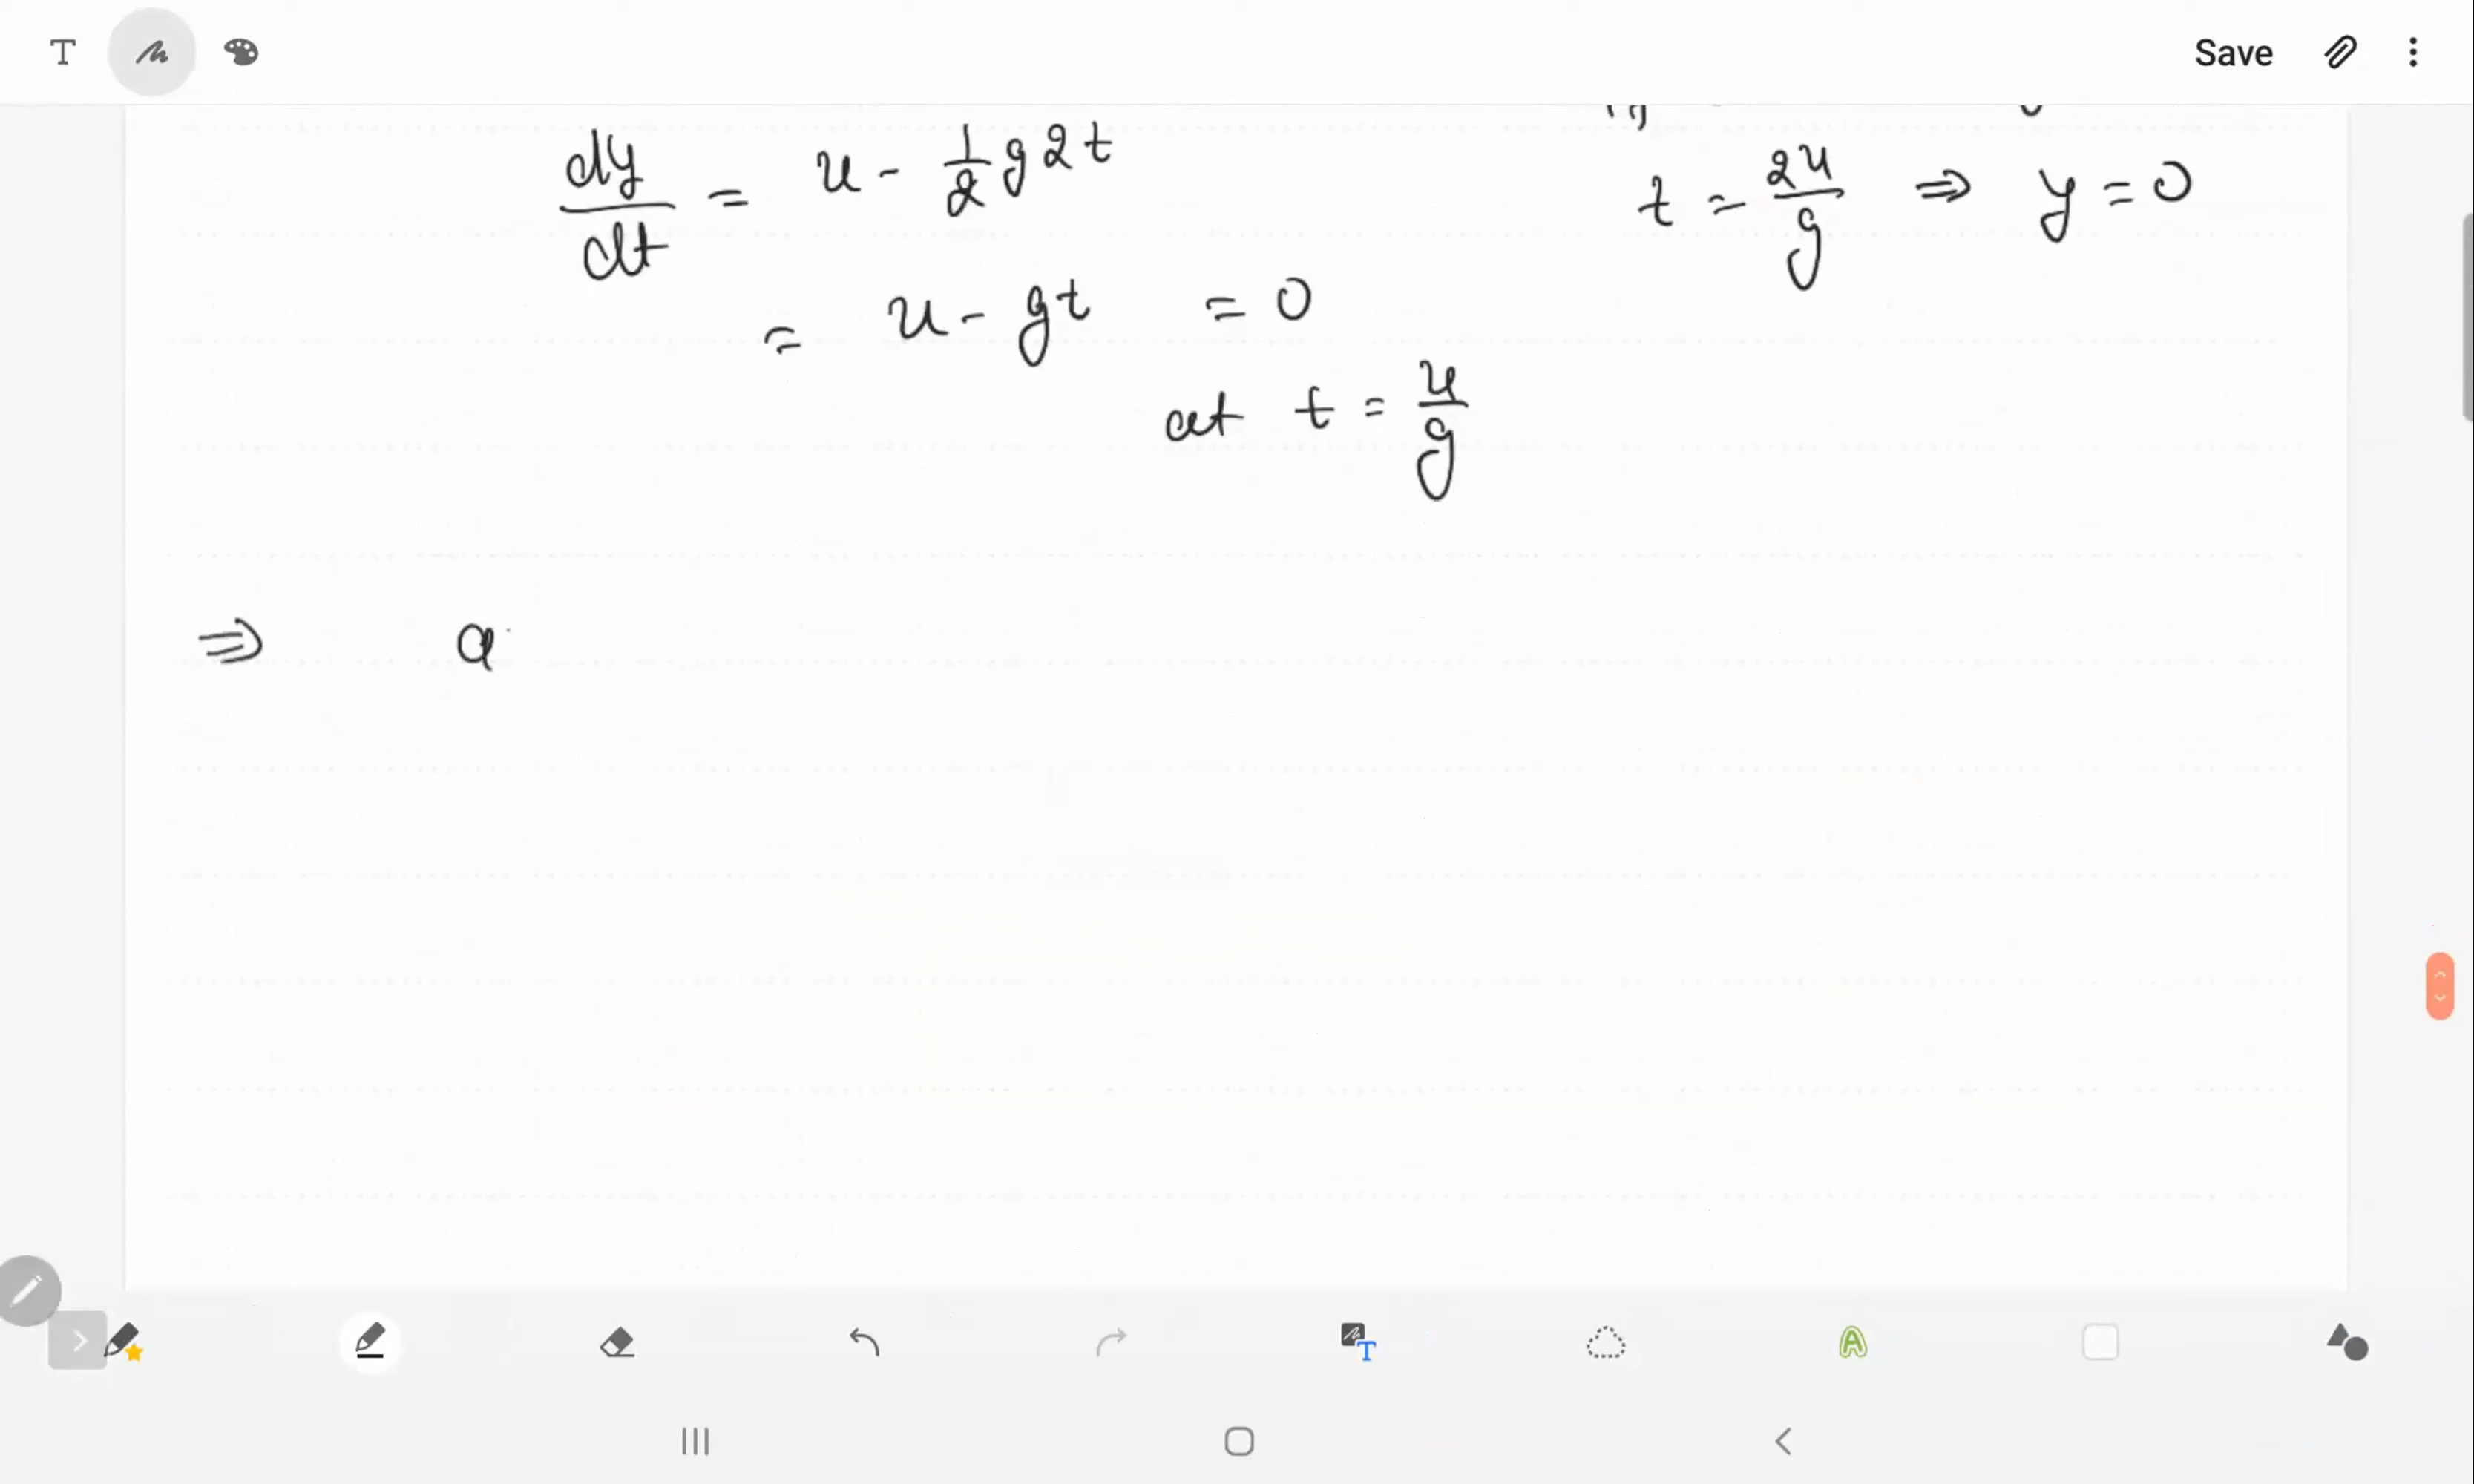 Save
dy/dt = u - 1/2 g 2t
t = 2u/g ⇒ y = 0
= u - gt = 0
at t = u/g
⇒ a